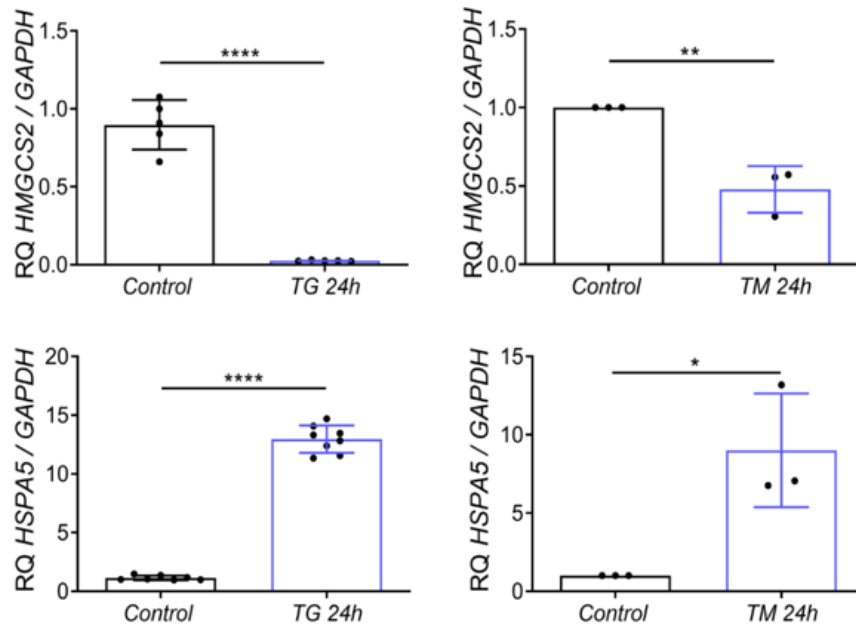 RQ HMGCS2 / GAPDH
1.5
1.0
0.5
0.0
****
Control
TG 24h
RQ HMGCS2 / GAPDH
1.5
1.0
0.5
0.0
**
Control
TM 24h
RQ HSPA5 / GAPDH
20
15
10
5
0
****
Control
TG 24h
RQ HSPA5 / GAPDH
15
10
5
0
*
Control
TM 24h